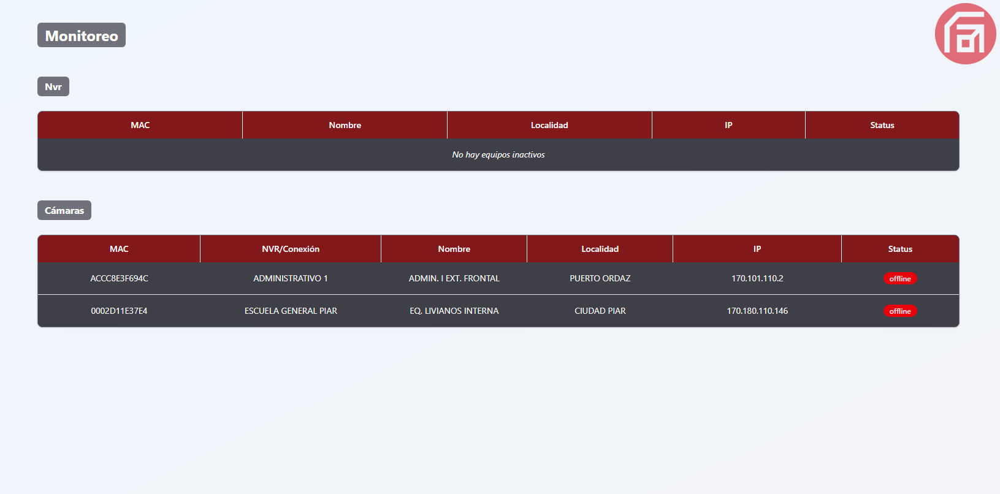 Monitoreo
Nvr
MAC Nombre Localidad IP Status
No hay equipos inactivos
Cámaras
MAC NVR/Conexión Nombre Localidad IP Status
ACCC8E3F694C ADMINISTRATIVO 1 ADMIN. I EXT. FRONTAL PUERTO ORDAZ 170.101.110.2 offline
0002D11E37E4 ESCUELA GENERAL PIAR EQ. LIVIANOS INTERNA CIUDAD PIAR 170.180.110.146 offline